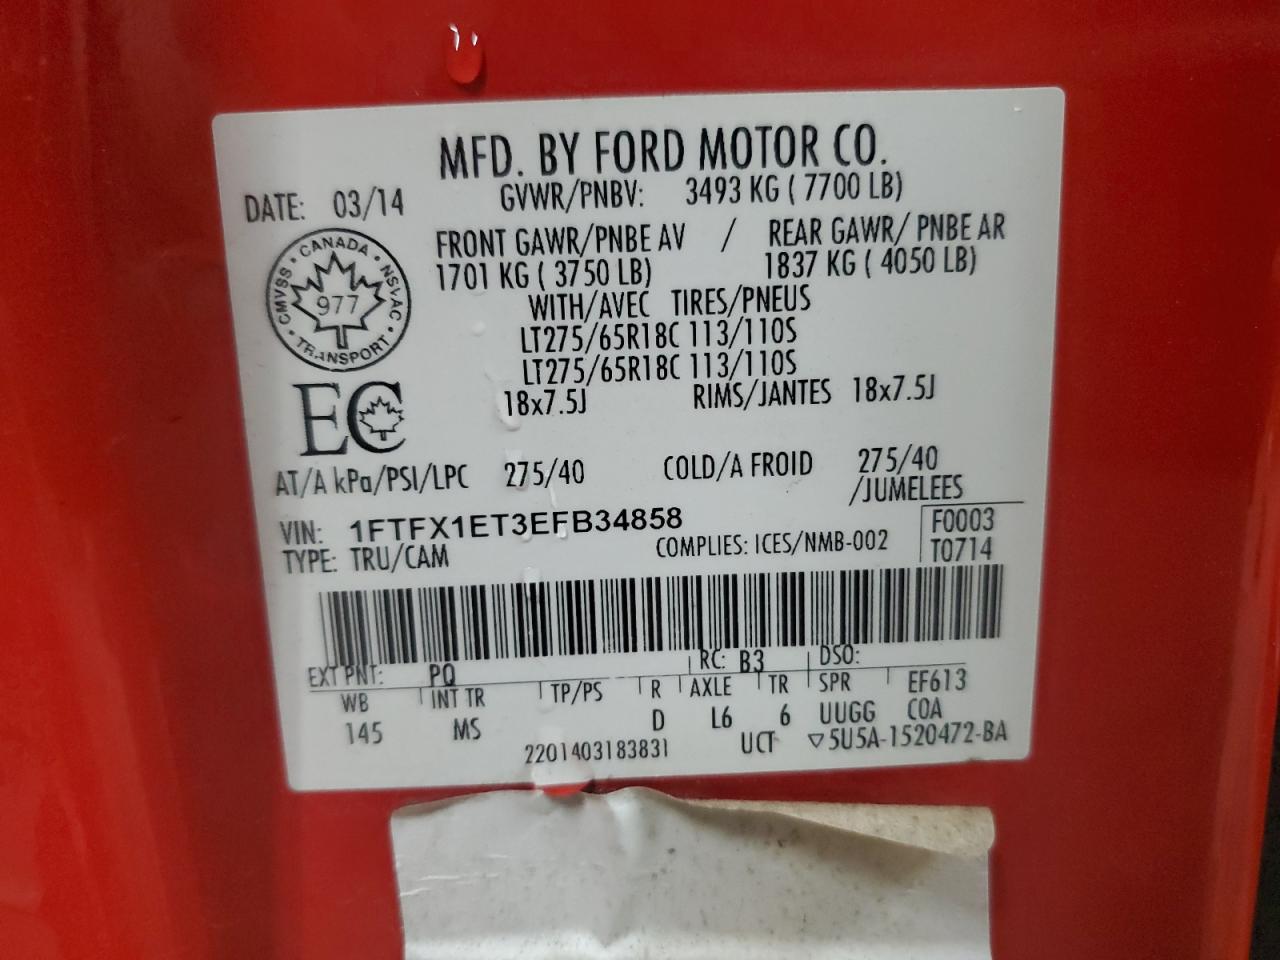 MFD. BY FORD MOTOR CO.
DATE: 03/14
GVWR/PNBV: 3493 KG ( 7700 LB)
FRONT GAWR/PNBE AV / REAR GAWR/ PNBE AR
1701 KG ( 3750 LB) 1837 KG ( 4050 LB)
WITH/AVEC TIRES/PNEUS
LT275/65R18C 113/110S
LT275/65R18C 113/110S
18x7.5J RIMS/JANTES 18x7.5J
CANADA
CMVSS 977 NSVAC
TRANSPORT
EC
AT/A kPa/PSI/LPC 275/40 COLD/A FROID 275/40
/JUMELEES
VIN: 1FTFX1ET3EFB34858
F0003
TYPE: TRU/CAM COMPLIES: ICES/NMB-002 T0714
EXT PNT: PQ RC: B3 DSO:
WB INT TR TP/PS R AXLE TR SPR EF613
145 MS D L6 6 UUGG COA
2201403183831 UCT ▽5U5A-1520472-BA